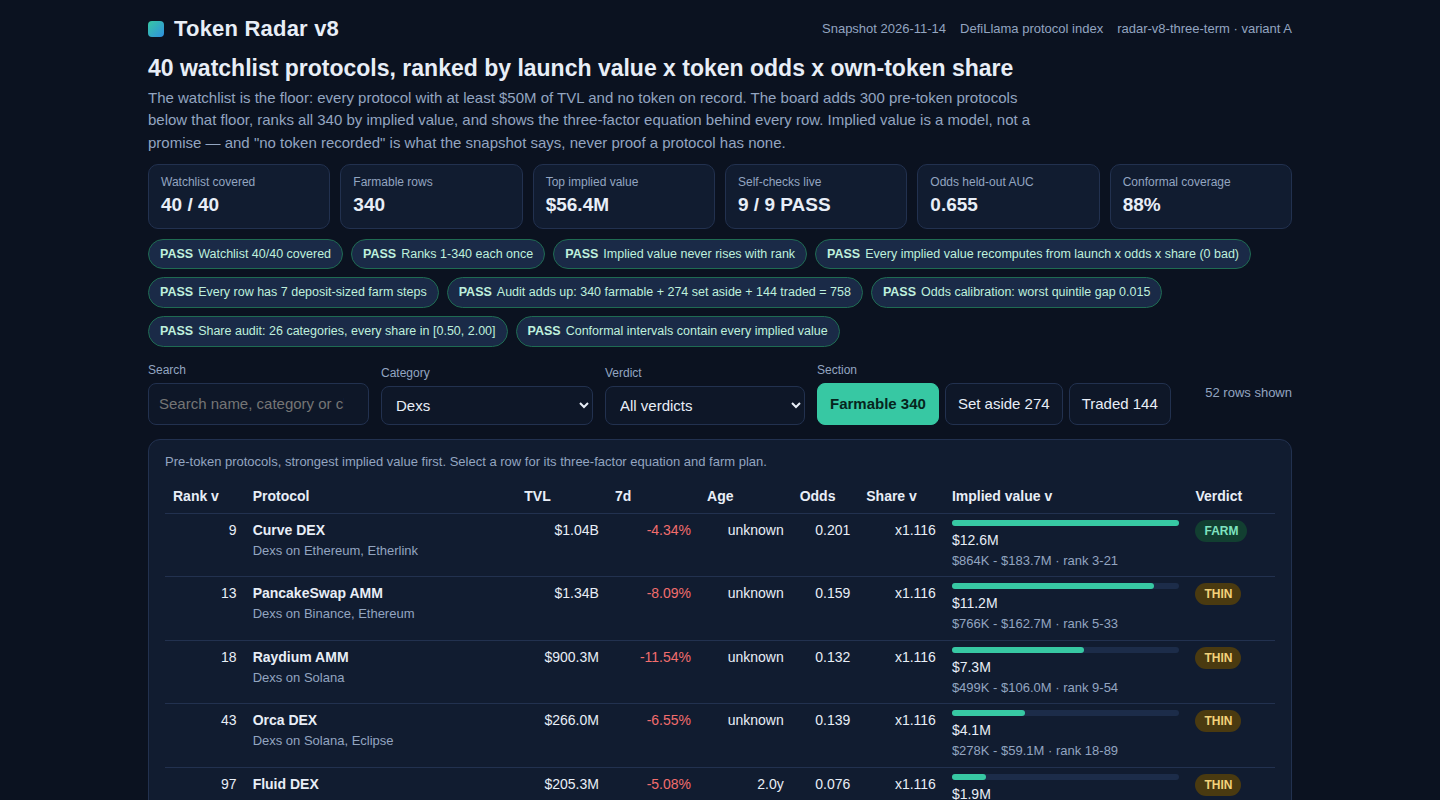 Token Radar v8
Snapshot 2026-11-14 DefiLlama protocol index radar-v8-three-term · variant A
40 watchlist protocols, ranked by launch value x token odds x own-token share
The watchlist is the floor: every protocol with at least $50M of TVL and no token on record. The board adds 300 pre-token protocols
below that floor, ranks all 340 by implied value, and shows the three-factor equation behind every row. Implied value is a model, not a
promise — and "no token recorded" is what the snapshot says, never proof a protocol has none.
Watchlist covered
40 / 40
Farmable rows
340
Top implied value
$56.4M
Self-checks live
9 / 9 PASS
Odds held-out AUC
0.655
Conformal coverage
88%
PASS Watchlist 40/40 covered
PASS Ranks 1-340 each once
PASS Implied value never rises with rank
PASS Every implied value recomputes from launch x odds x share (0 bad)
PASS Every row has 7 deposit-sized farm steps
PASS Audit adds up: 340 farmable + 274 set aside + 144 traded = 758
PASS Odds calibration: worst quintile gap 0.015
PASS Share audit: 26 categories, every share in [0.50, 2.00]
PASS Conformal intervals contain every implied value
Search
Search name, category or c
Category
Dexs
Verdict
All verdicts
Section
Farmable 340
Set aside 274
Traded 144
52 rows shown
Pre-token protocols, strongest implied value first. Select a row for its three-factor equation and farm plan.
Rank v Protocol TVL 7d Age Odds Share v Implied value v Verdict
9 Curve DEX $1.04B -4.34% unknown 0.201 x1.116 $12.6M FARM
Dexs on Ethereum, Etherlink $864K - $183.7M · rank 3-21
13 PancakeSwap AMM $1.34B -8.09% unknown 0.159 x1.116 $11.2M THIN
Dexs on Binance, Ethereum $766K - $162.7M · rank 5-33
18 Raydium AMM $900.3M -11.54% unknown 0.132 x1.116 $7.3M THIN
Dexs on Solana $499K - $106.0M · rank 9-54
43 Orca DEX $266.0M -6.55% unknown 0.139 x1.116 $4.1M THIN
Dexs on Solana, Eclipse $278K - $59.1M · rank 18-89
97 Fluid DEX $205.3M -5.08% 2.0y 0.076 x1.116 $1.9M THIN